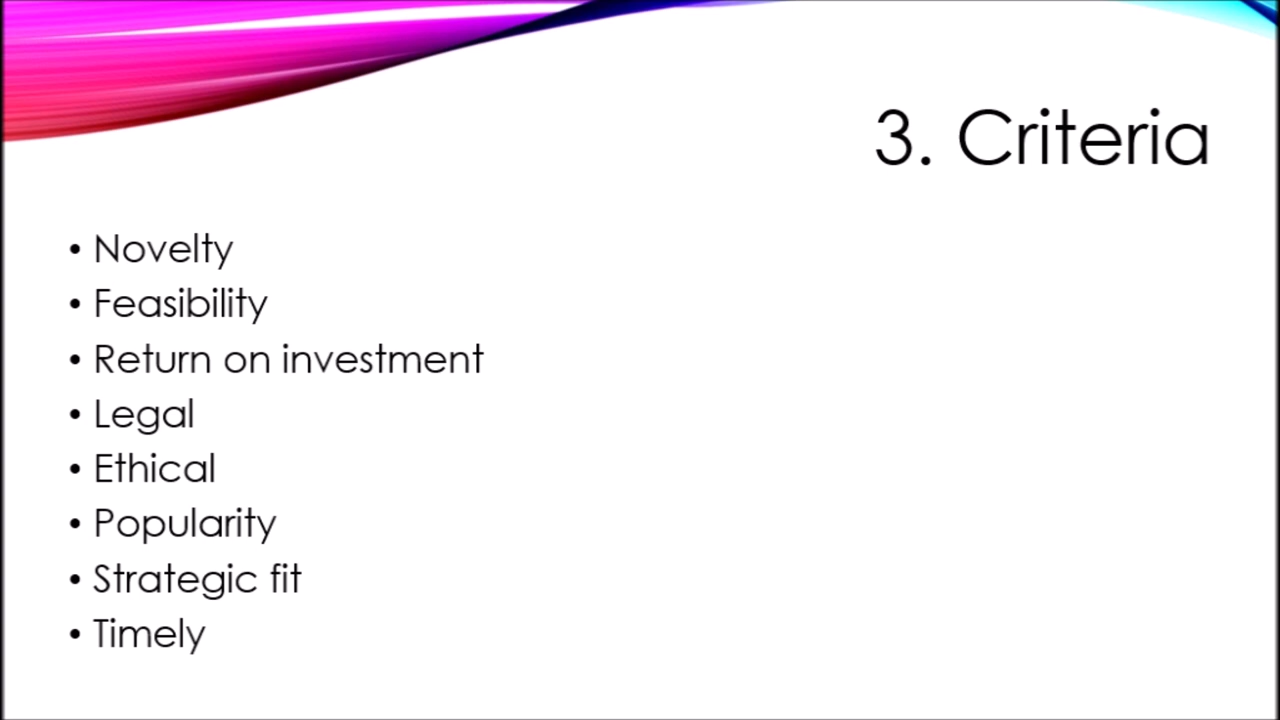 3. Criteria
• Novelty
• Feasibility
• Return on investment
• Legal
• Ethical
• Popularity
• Strategic fit
• Timely